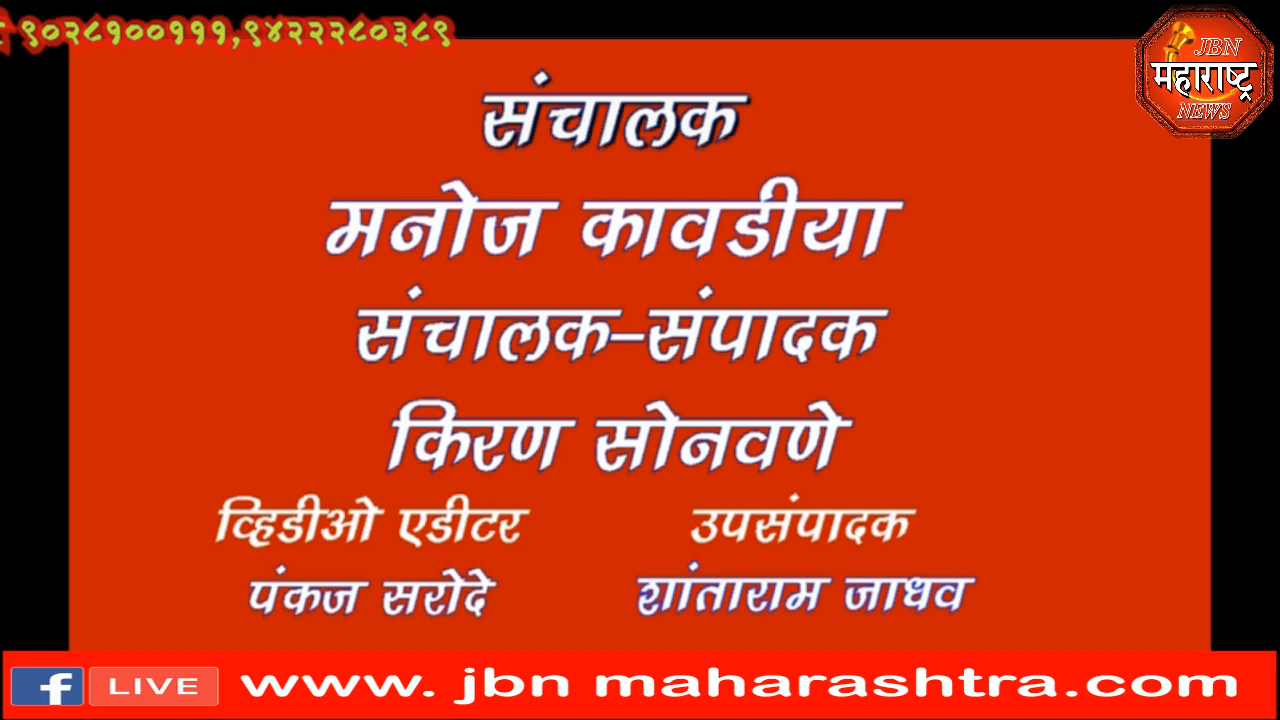 ९०२८१००१११,९४२२२८०३८९
JBN
महाराष्ट्र
NEWS
संचालक
मनोज कावडीया
संचालक-संपादक
किरण सोनवणे
व्हिडीओ एडीटर उपसंपादक
पंकज सरोदे शांताराम जाधव
f LIVE www. jbn maharashtra.com